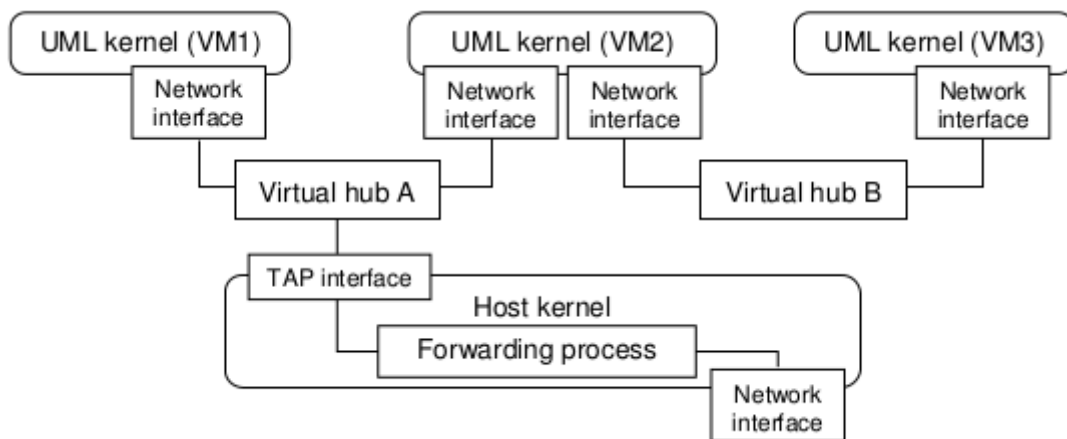 UML kernel (VM1)
UML kernel (VM2)
UML kernel (VM3)
Network
interface
Network
interface
Network
interface
Network
interface
Virtual hub A
Virtual hub B
TAP interface
Host kernel
Forwarding process
Network
interface